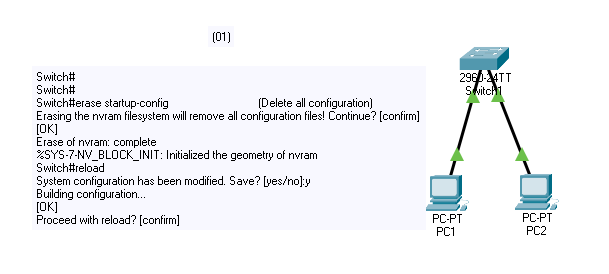 (01)
Switch#
Switch#
Switch#erase startup-config (Delete all configuration)
Erasing the nvram filesystem will remove all configuration files! Continue? [confirm]
[OK]
Erase of nvram: complete
%SYS-7-NV_BLOCK_INIT: Initialized the geometry of nvram
Switch#reload
System configuration has been modified. Save? [yes/no]:y
Building configuration...
[OK]
Proceed with reload? [confirm]
2960-24TT
Switch1
PC-PT
PC1
PC-PT
PC2